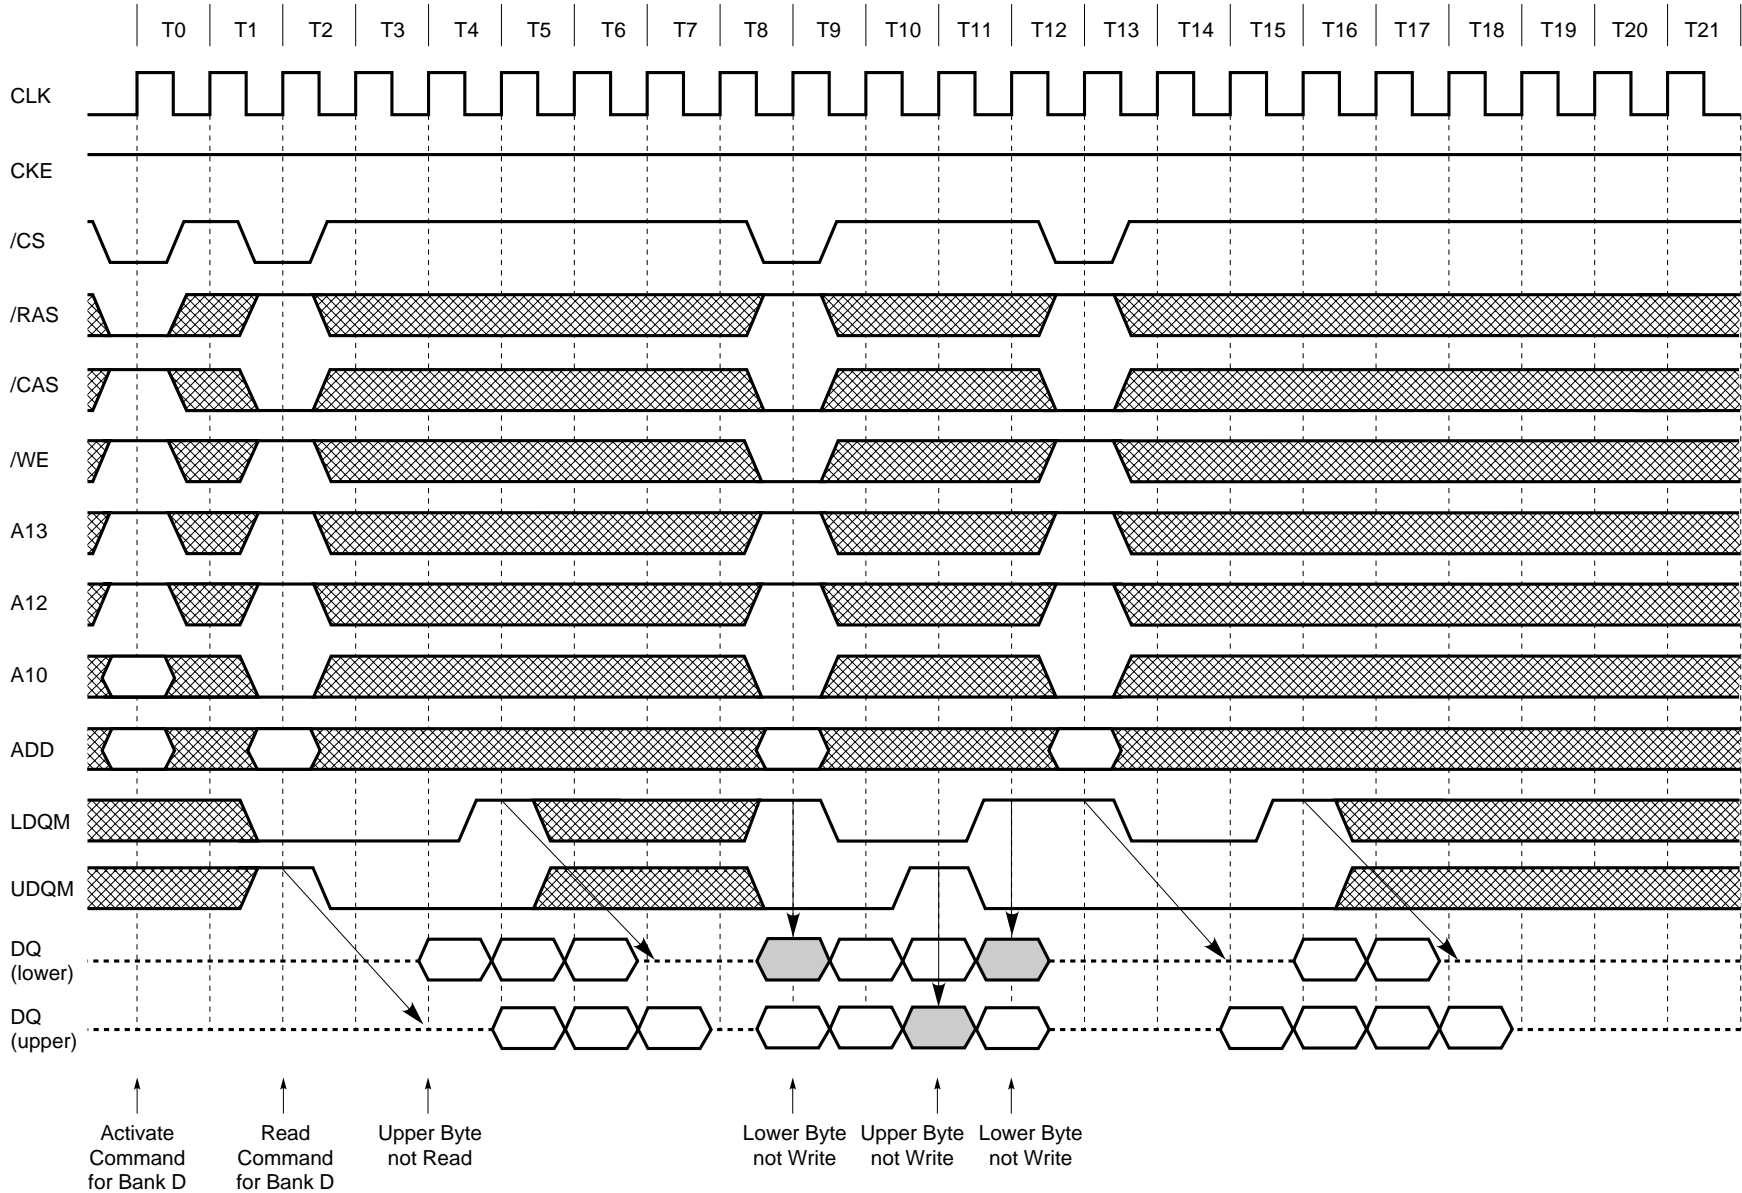 T0 T1 T2 T3 T4 T5 T6 T7 T8 T9 T10 T11 T12 T13 T14 T15 T16 T17 T18 T19 T20 T21
CLK
CKE
/CS
/RAS
/CAS
/WE
A13
A12
A10
ADD
LDQM
UDQM
DQ
(lower)
DQ
(upper)
Activate
Command
for Bank D
Read
Command
for Bank D
Upper Byte
not Read
Lower Byte
not Write
Upper Byte
not Write
Lower Byte
not Write